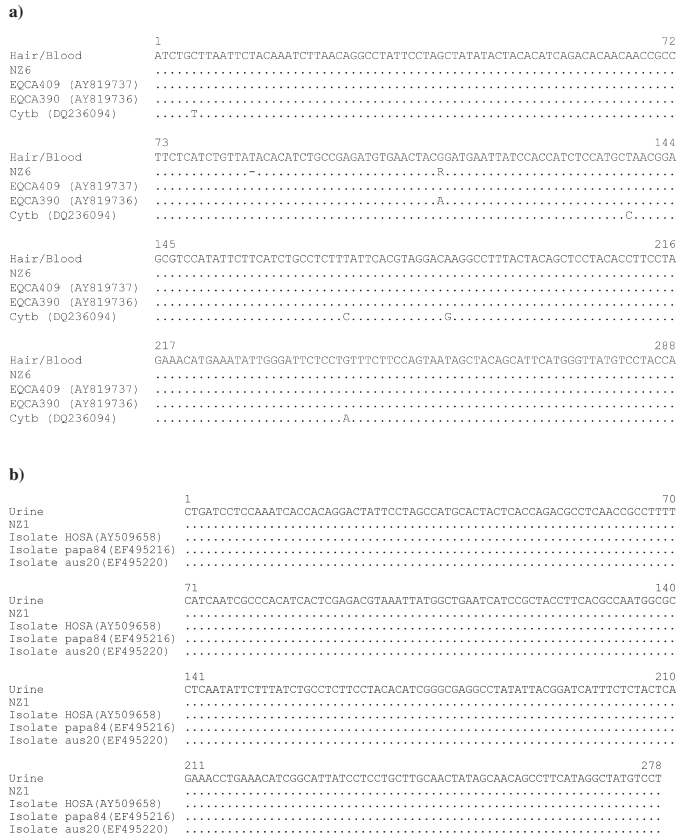 a)
1 72
Hair/Blood ATCTGCTTAATTCTACAAATCTTAACAGGCCTATTCCTAGCTATATACTACACATCAGACACAACAACCGCC
NZ6 ........................................................................
EQCA409 (AY819737) ........................................................................
EQCA390 (AY819736) ........................................................................
Cytb (DQ236094) .....T..................................................................
73 144
Hair/Blood TTCTCATCTGTTATACACATCTGCCGAGATGTGAACTACGGATGAATTATCCACCATCTCCATGCTAACGGA
NZ6 .............-.........................R................................
EQCA409 (AY819737) ........................................................................
EQCA390 (AY819736) .......................................A................................
Cytb (DQ236094) .................................................................C......
145 216
Hair/Blood GCGTCCATATTCTTCATCTGCCTCTTTATTCACGTAGGACAAGGCCTTTACTACAGCTCCTACACCTTCCTA
NZ6 ........................................................................
EQCA409 (AY819737) ........................................................................
EQCA390 (AY819736) ........................................................................
Cytb (DQ236094) ..........................C.............G...............................
217 288
Hair/Blood GAAACATGAAATATTGGGATTCTCCTGTTTCTTCCAGTAATAGCTACAGCATTCATGGGTTATGTCCTACCA
NZ6 ........................................................................
EQCA409 (AY819737) ........................................................................
EQCA390 (AY819736) ........................................................................
Cytb (DQ236094) ..........................A.............................................
b)
1 70
Urine CTGATCCTCCAAATCACCACAGGACTATTCCTAGCCATGCACTACTCACCAGACGCCTCAACCGCCTTTT
NZ1 ......................................................................
Isolate HOSA(AY509658) ......................................................................
Isolate papa84(EF495216) ......................................................................
Isolate aus20(EF495220) ......................................................................
71 140
Urine CATCAATCGCCCACATCACTCGAGACGTAAATTATGGCTGAATCATCCGCTACCTTCACGCCAATGGCGC
NZ1 ......................................................................
Isolate HOSA(AY509658) ......................................................................
Isolate papa84(EF495216) ......................................................................
Isolate aus20(EF495220) ......................................................................
141 210
Urine CTCAATATTCTTTATCTGCCTCTTCCTACACATCGGGCGAGGCCTATATTACGGATCATTTCTCTACTCA
NZ1 ......................................................................
Isolate HOSA(AY509658) ......................................................................
Isolate papa84(EF495216) ......................................................................
Isolate aus20(EF495220) ......................................................................
211 278
Urine GAAACCTGAAACATCGGCATTATCCTCCTGCTTGCAACTATAGCAACAGCCTTCATAGGCTATGTCCT
NZ1 ....................................................................
Isolate HOSA(AY509658) ....................................................................
Isolate papa84(EF495216) ....................................................................
Isolate aus20(EF495220) ....................................................................